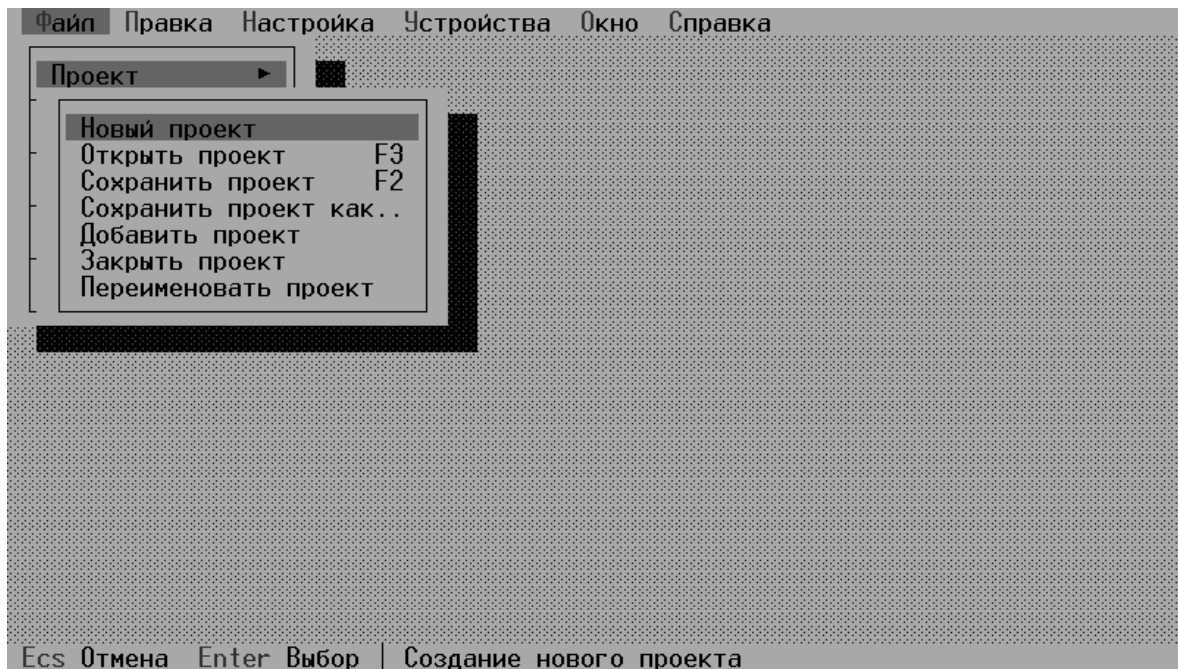 Файл Правка Настройка Устройства Окно Справка
Проект ►
Новый проект
Открыть проект F3
Сохранить проект F2
Сохранить проект как..
Добавить проект
Закрыть проект
Переименовать проект
Ecs Отмена Enter Выбор | Создание нового проекта